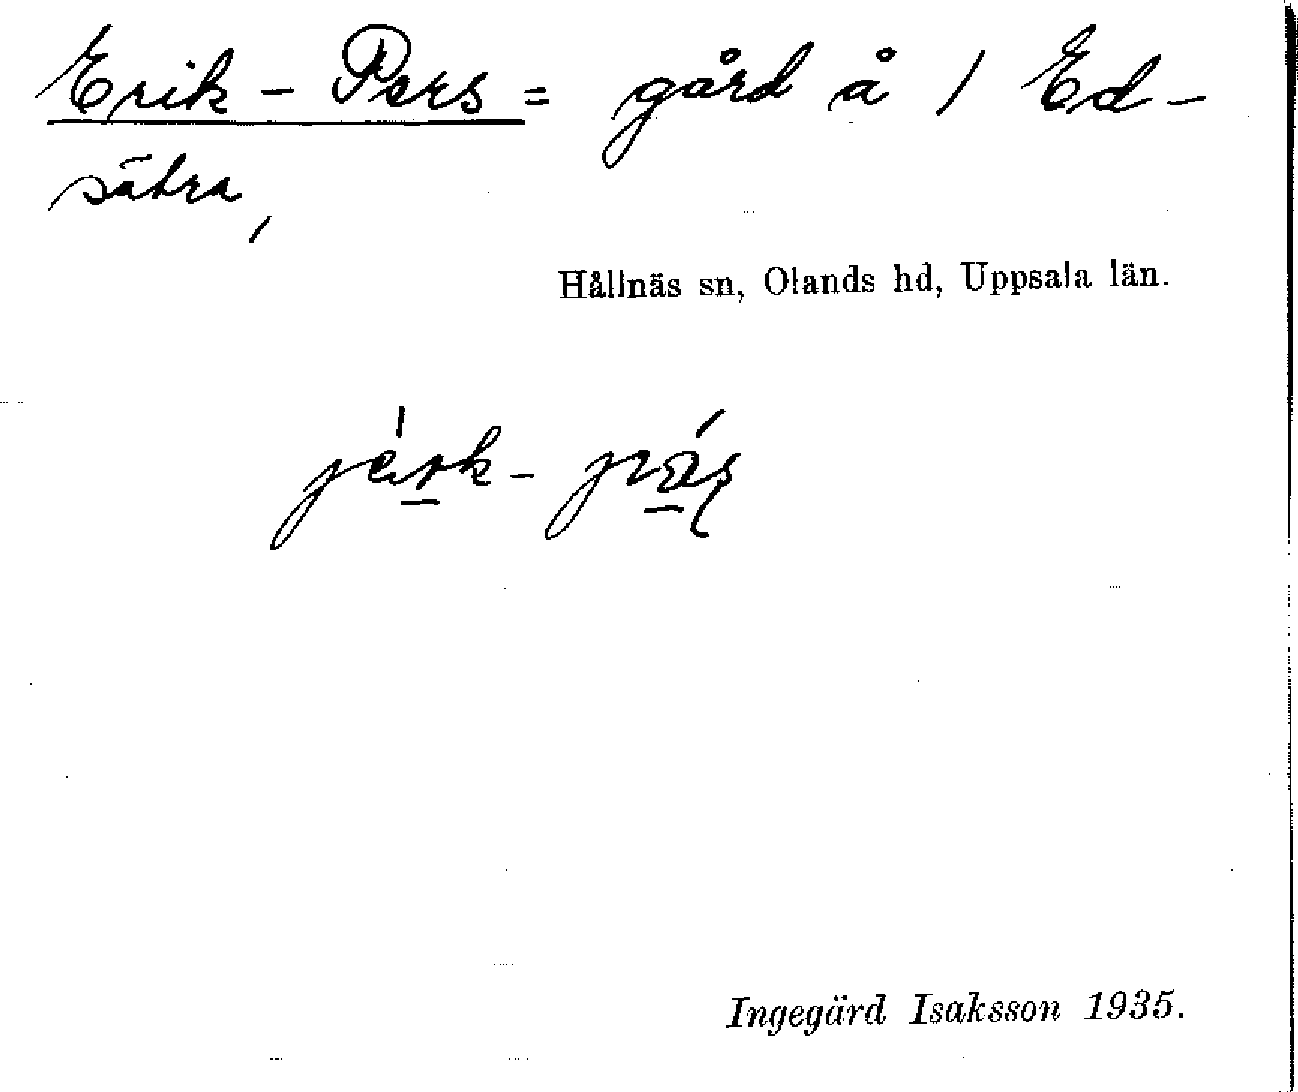 Erik-Pers = gård å 1 Ed-
sätra,
Hållnäs sn, Olands hd, Uppsala län.
Ingegärd Isaksson 1935.